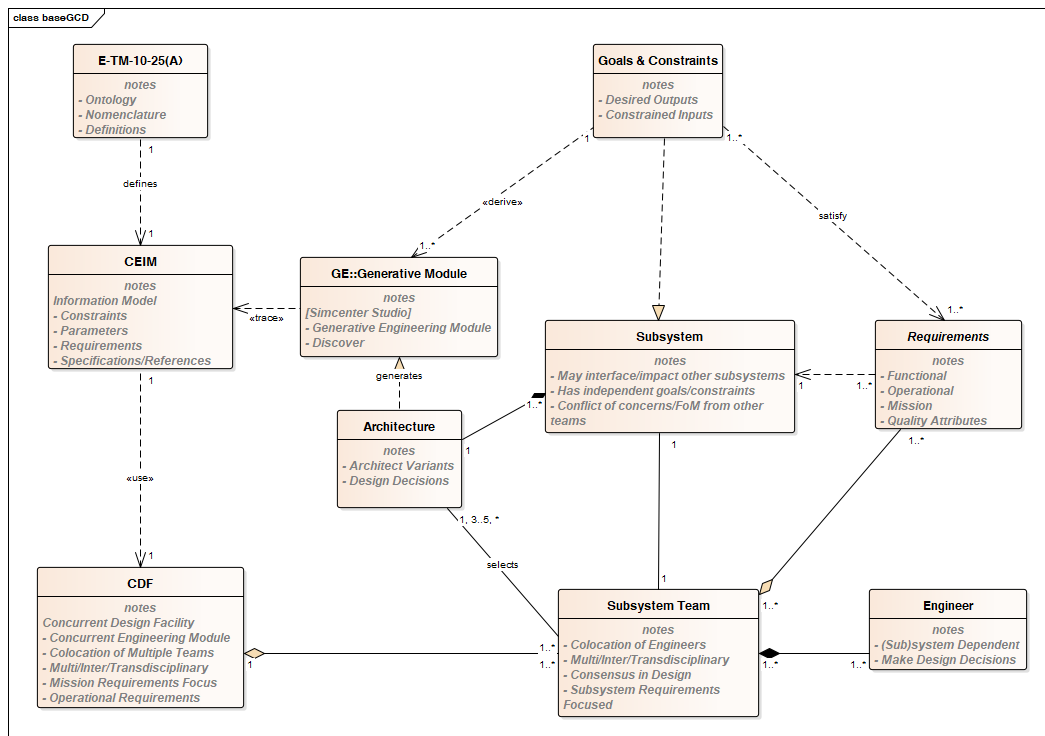 class baseGCD
E-TM-10-25(A)
notes
- Ontology
- Nomenclature
- Definitions
Goals & Constraints
notes
- Desired Outputs
- Constrained Inputs
1
defines
1
1
«derive»
1..*
1..*
satisfy
1..*
CEIM
notes
Information Model
- Constraints
- Parameters
- Requirements
- Specifications/References
«trace»
GE::Generative Module
notes
[Simcenter Studio]
- Generative Engineering Module
- Discover
generates
Subsystem
notes
- May interface/impact other subsystems
- Has independent goals/constraints
- Conflict of concerns/FoM from other
teams
1
1..*
Requirements
notes
- Functional
- Operational
- Mission
- Quality Attributes
1
«use»
1
Architecture
notes
- Architect Variants
- Design Decisions
1..*
1
1
1..*
1, 3..5, *
selects
1
1..*
CDF
notes
Concurrent Design Facility
- Concurrent Engineering Module
- Colocation of Multiple Teams
- Multi/Inter/Transdisciplinary
- Mission Requirements Focus
- Operational Requirements
1
1..*
1..*
Subsystem Team
notes
- Colocation of Engineers
- Multi/Inter/Transdisciplinary
- Consensus in Design
- Subsystem Requirements
Focused
1..*
1..*
Engineer
notes
- (Sub)system Dependent
- Make Design Decisions